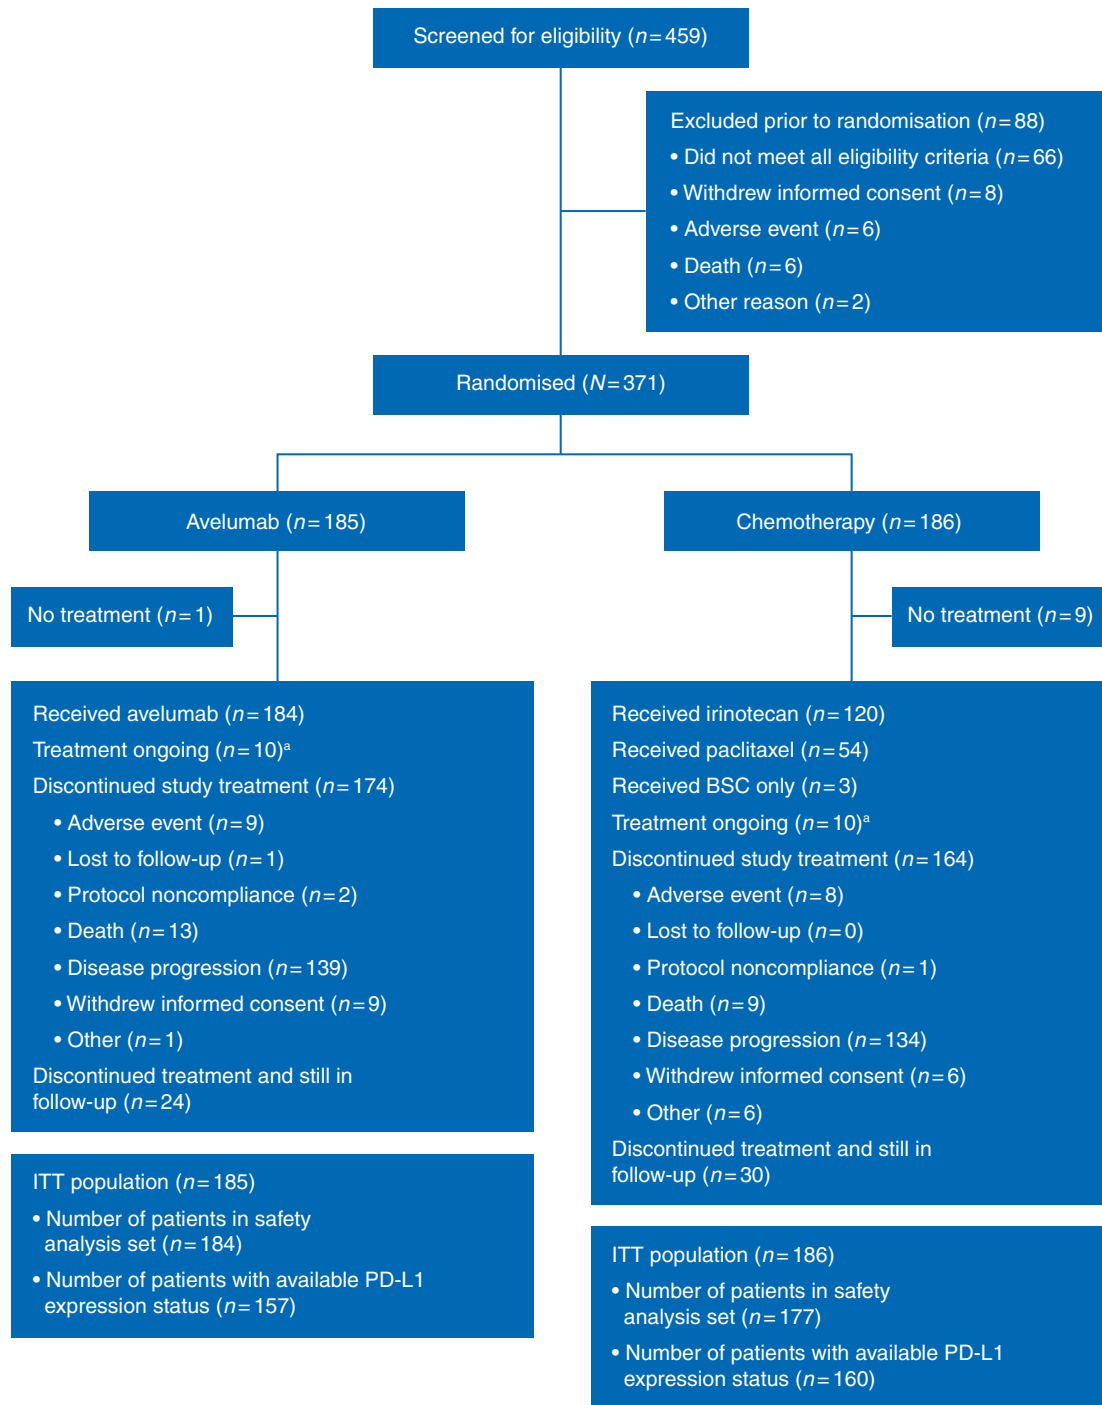 Screened for eligibility (n=459)
Excluded prior to randomisation (n=88)
• Did not meet all eligibility criteria (n=66)
• Withdrew informed consent (n=8)
• Adverse event (n=6)
• Death (n=6)
• Other reason (n=2)
Randomised (N=371)
Avelumab (n=185)
Chemotherapy (n=186)
No treatment (n=1)
No treatment (n=9)
Received avelumab (n=184)
Treatment ongoing (n=10)ᵃ
Discontinued study treatment (n=174)
• Adverse event (n=9)
• Lost to follow-up (n=1)
• Protocol noncompliance (n=2)
• Death (n=13)
• Disease progression (n=139)
• Withdrew informed consent (n=9)
• Other (n=1)
Discontinued treatment and still in
follow-up (n=24)
Received irinotecan (n=120)
Received paclitaxel (n=54)
Received BSC only (n=3)
Treatment ongoing (n=10)ᵃ
Discontinued study treatment (n=164)
• Adverse event (n=8)
• Lost to follow-up (n=0)
• Protocol noncompliance (n=1)
• Death (n=9)
• Disease progression (n=134)
• Withdrew informed consent (n=6)
• Other (n=6)
Discontinued treatment and still in
follow-up (n=30)
ITT population (n=185)
• Number of patients in safety
analysis set (n=184)
• Number of patients with available PD-L1
expression status (n=157)
ITT population (n=186)
• Number of patients in safety
analysis set (n=177)
• Number of patients with available PD-L1
expression status (n=160)